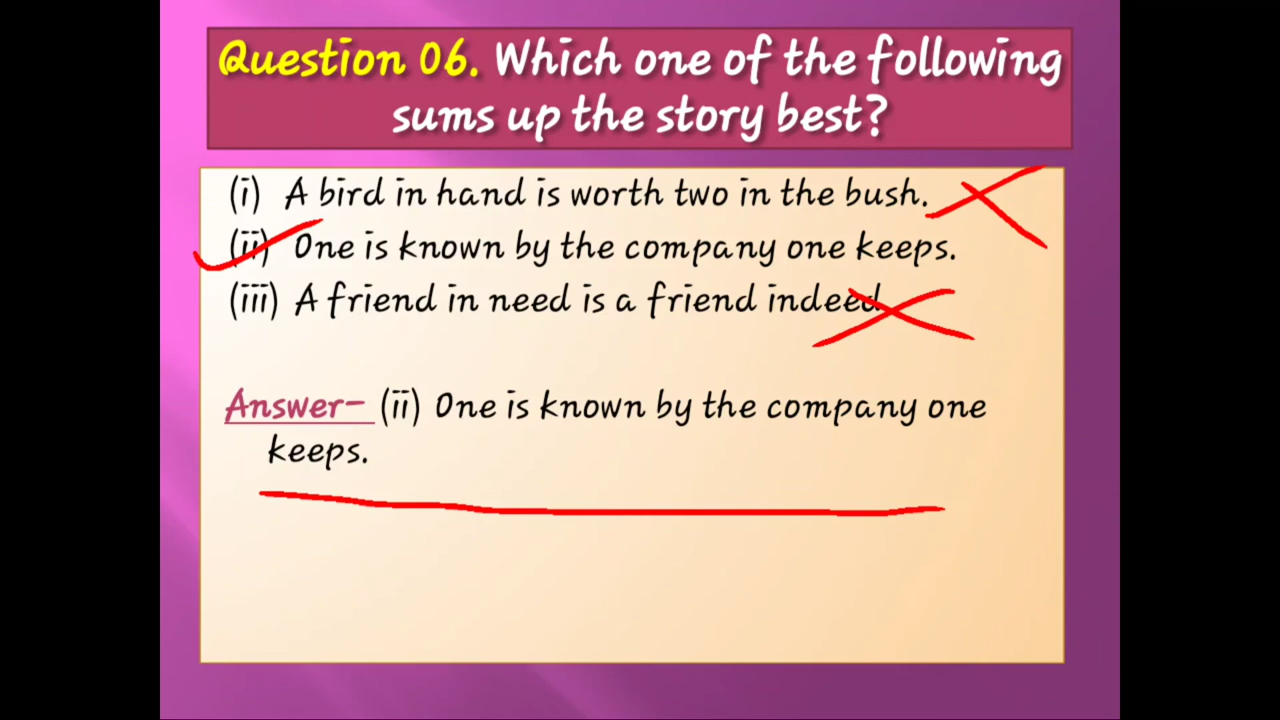 Question 06. Which one of the following
sums up the story best?
(i) A bird in hand is worth two in the bush.
(ii) One is known by the company one keeps.
(iii) A friend in need is a friend indeed
Answer- (ii) One is known by the company one
keeps.